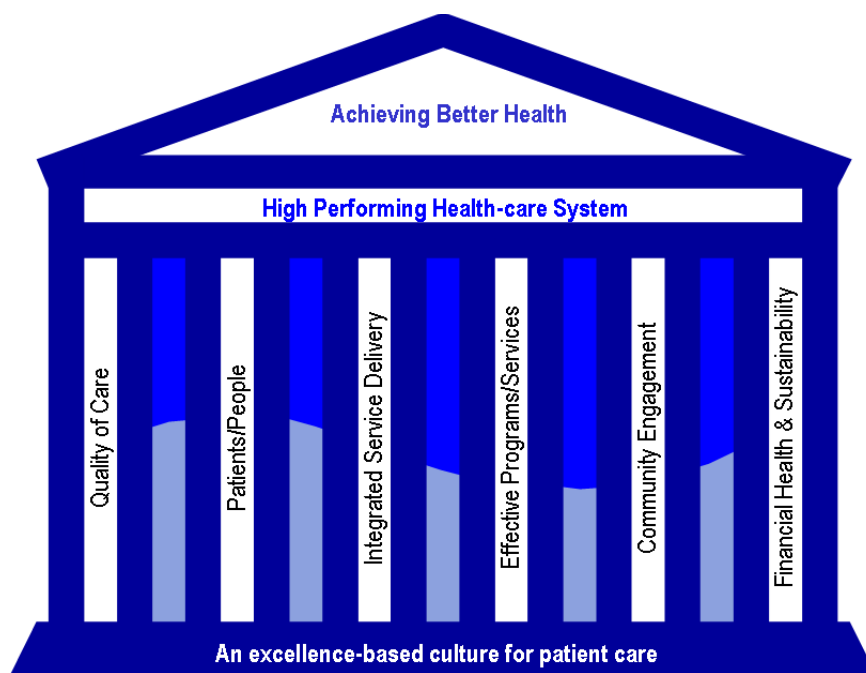 Achieving Better Health
High Performing Health-care System
Quality of Care
Patients/People
Integrated Service Delivery
Effective Programs/Services
Community Engagement
Financial Health & Sustainability
An excellence-based culture for patient care